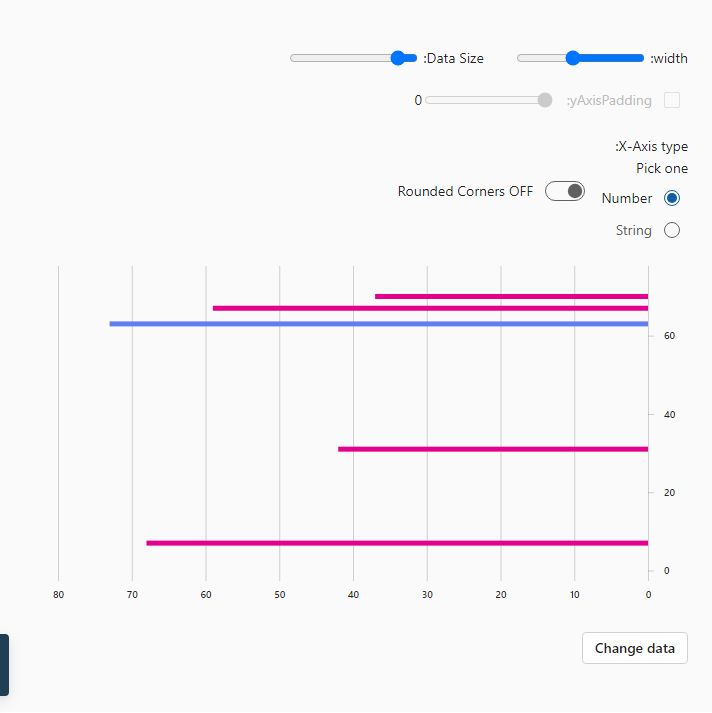 :width
:Data Size
:yAxisPadding
0
:X-Axis type
Pick one
Number
String
Rounded Corners OFF
60
40
20
0
80 70 60 50 40 30 20 10 0
Change data